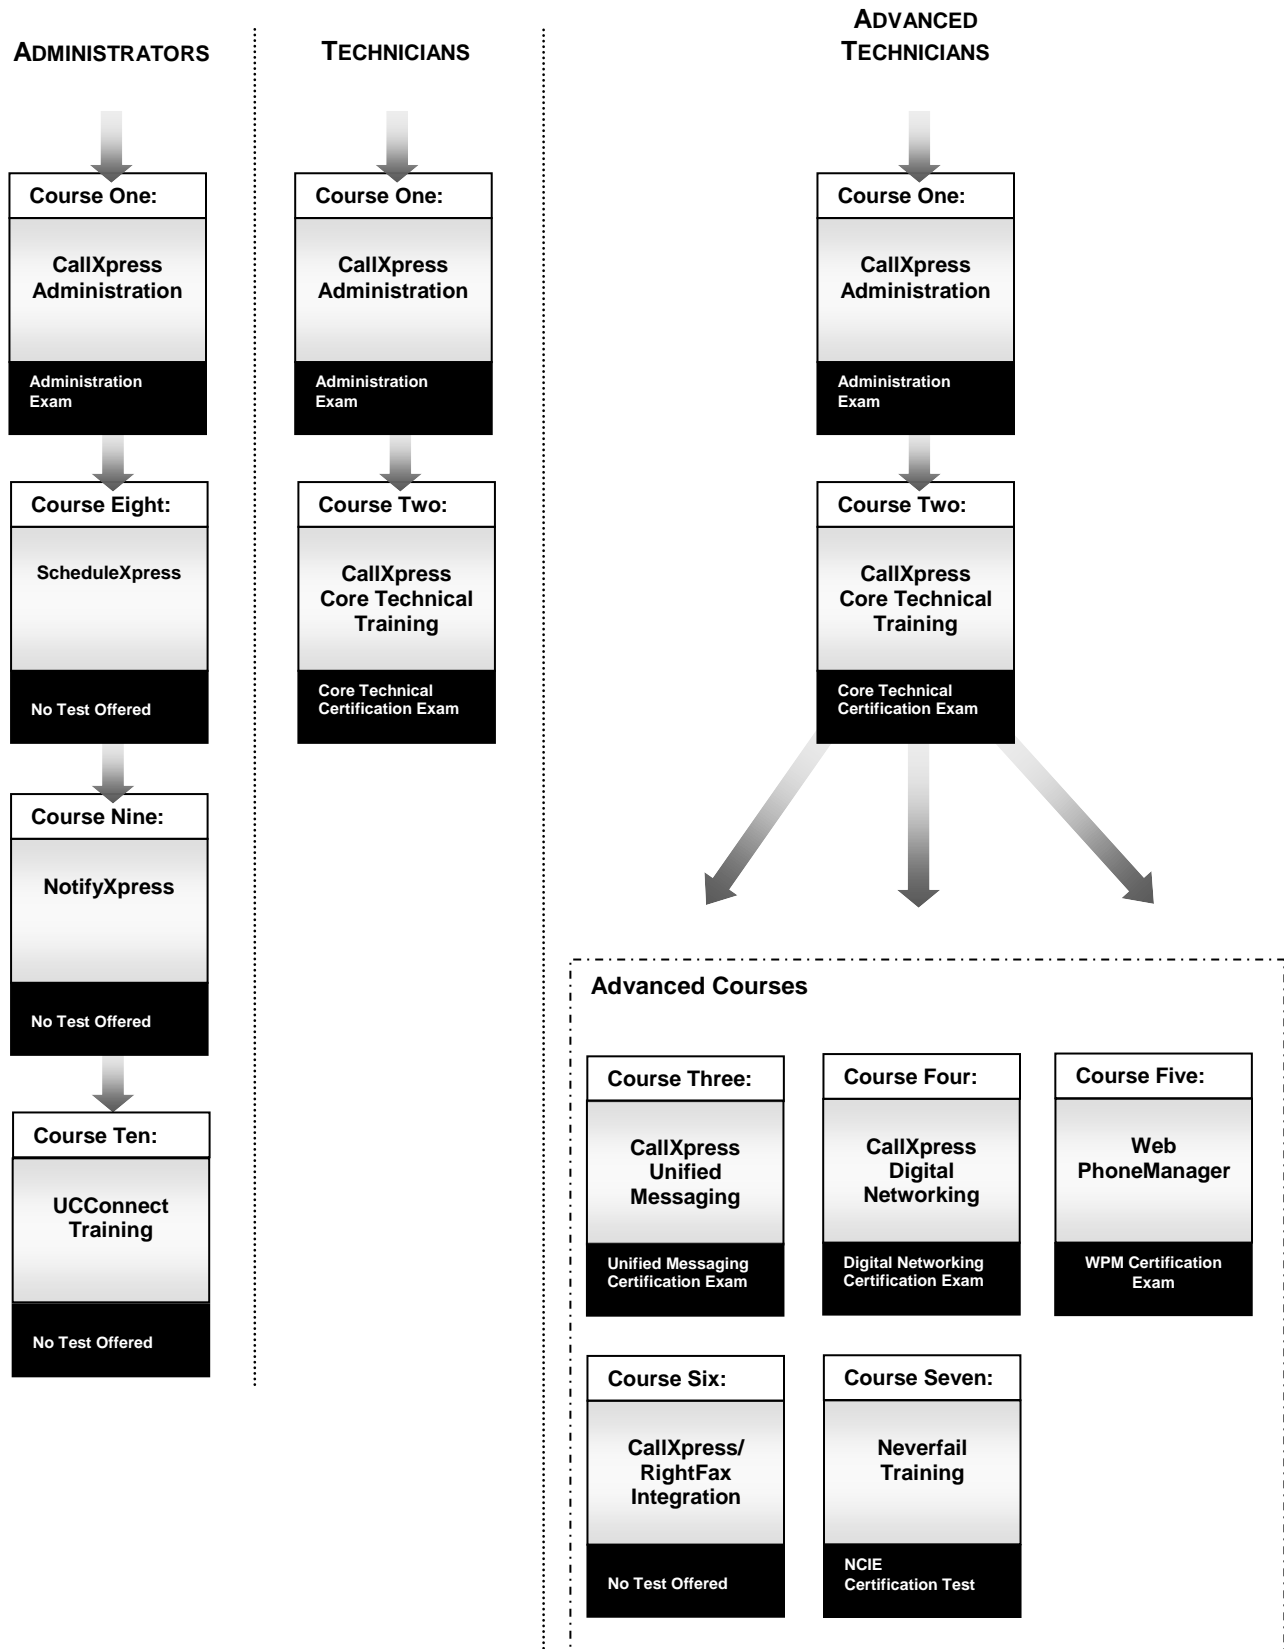 ADMINISTRATORS
Course One:
CallXpress
Administration
Administration
Exam
Course Eight:
ScheduleXpress
No Test Offered
Course Nine:
NotifyXpress
No Test Offered
Course Ten:
UCConnect
Training
No Test Offered
TECHNICIANS
Course One:
CallXpress
Administration
Administration
Exam
Course Two:
CallXpress
Core Technical
Training
Core Technical
Certification Exam
ADVANCED
TECHNICIANS
Course One:
CallXpress
Administration
Administration
Exam
Course Two:
CallXpress
Core Technical
Training
Core Technical
Certification Exam
Advanced Courses
Course Three:
CallXpress
Unified
Messaging
Unified Messaging
Certification Exam
Course Four:
CallXpress
Digital
Networking
Digital Networking
Certification Exam
Course Five:
Web
PhoneManager
WPM Certification
Exam
Course Six:
CallXpress/
RightFax
Integration
No Test Offered
Course Seven:
Neverfail
Training
NCIE
Certification Test